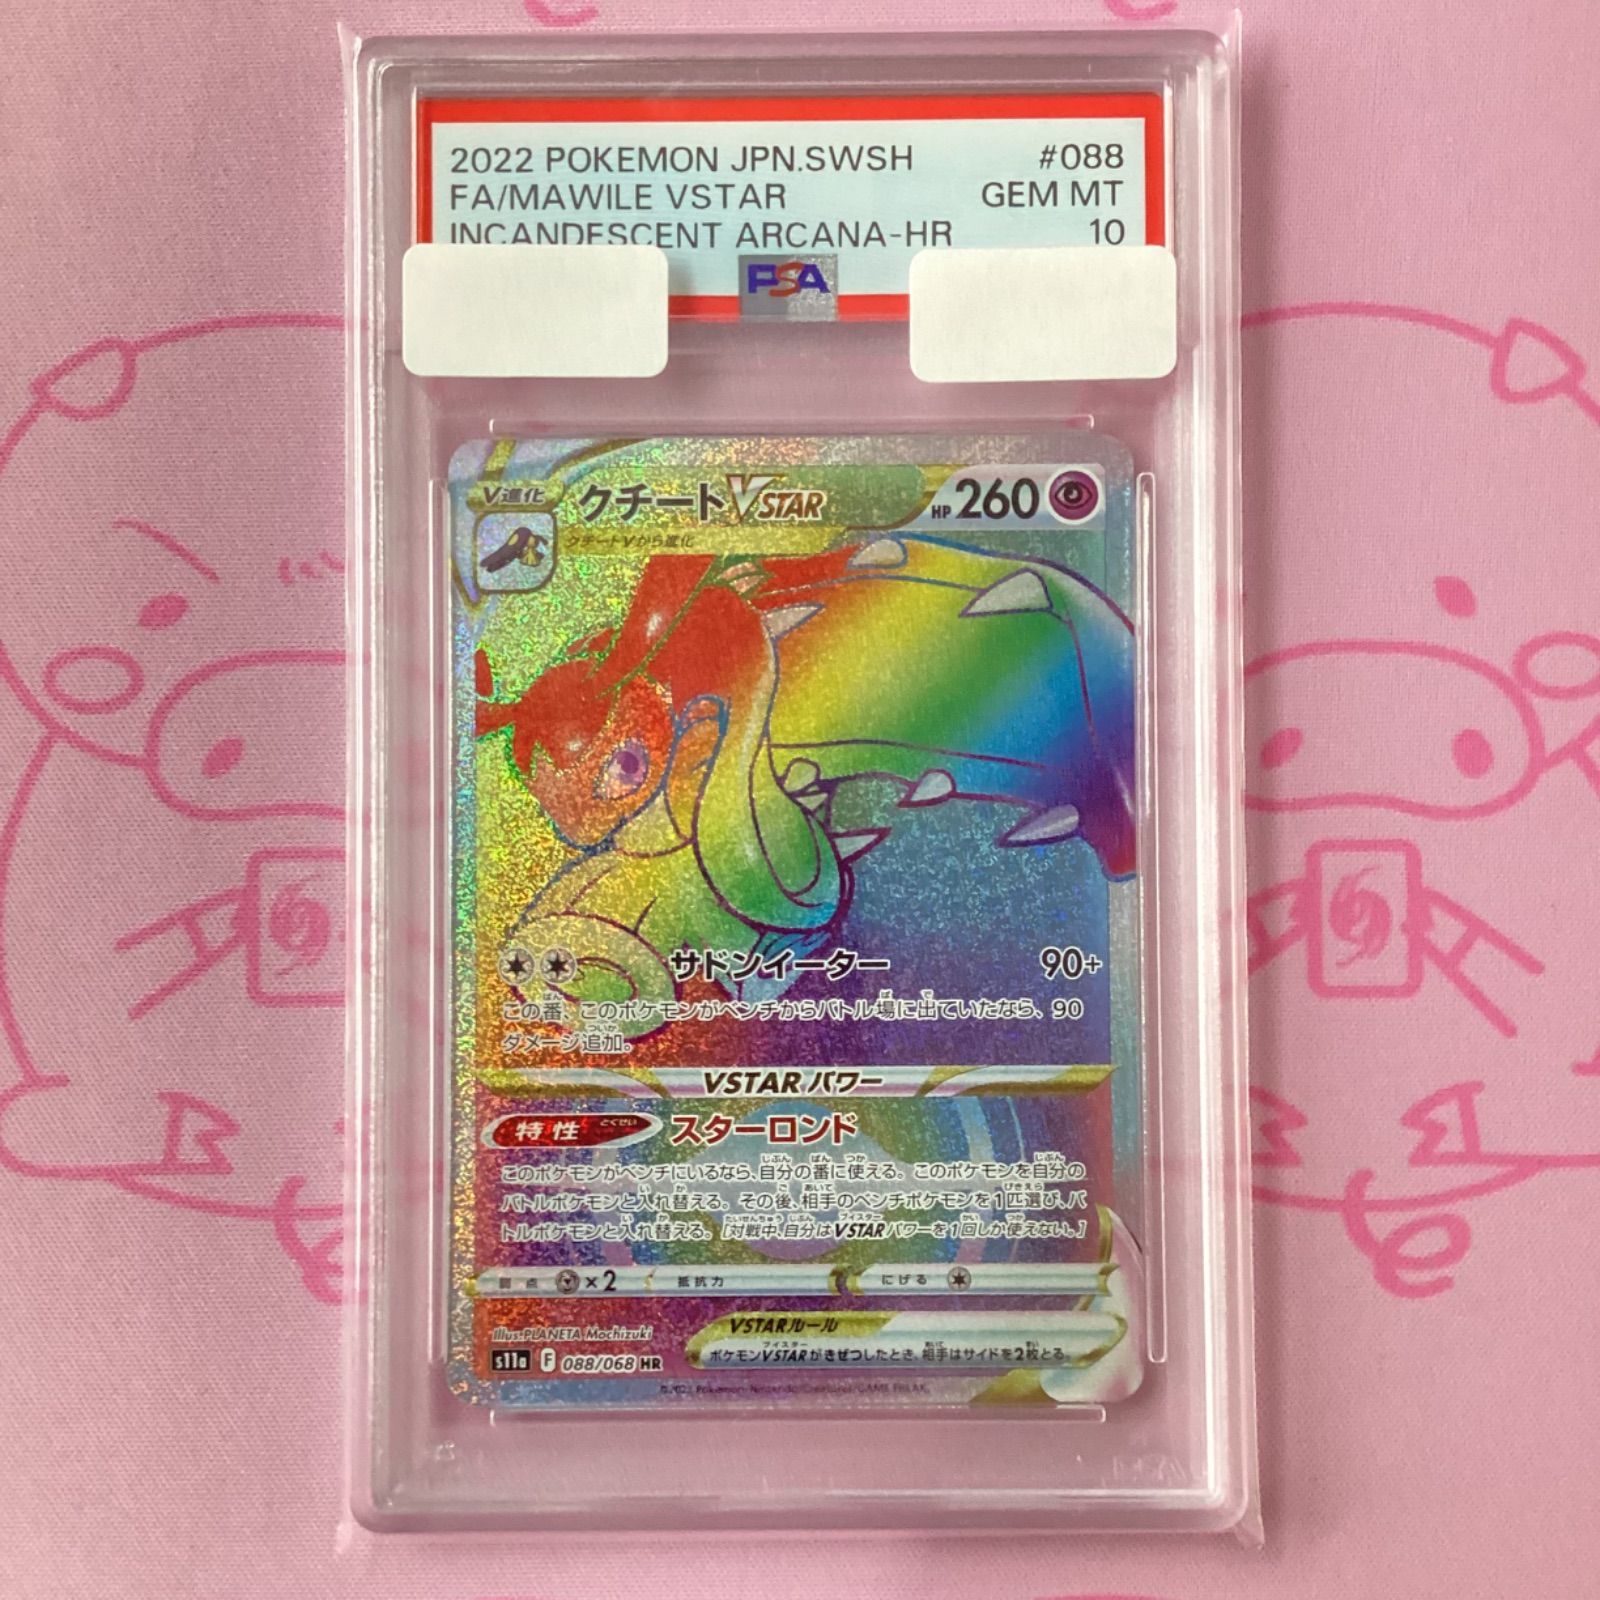 2022 POKEMON JPN.SWSH #088
FA/MAWILE VSTAR GEM MT
INCANDESCENT ARCANA-HR 10
PSA
V進化 クチートVSTAR HP 260
クチートVから進化
サドンイーター 90+
この番、このポケモンがベンチからバトル場に出ていたなら、90
ダメージ追加。
VSTARパワー
特性 とくせい スターロンド
このポケモンがベンチにいるなら、自分の番に使える。このポケモンを自分の
バトルポケモンと入れ替える。その後、相手のベンチポケモンを1匹選び、バ
トルポケモンと入れ替える。[対戦中、自分はVSTARパワーを1回しか使えない。]
弱点 ×2 抵抗力 にげる
VSTARルール
ポケモンVSTARがきぜつしたとき、相手はサイドを2枚とる。
Illus.PLANETA Mochizuki
s11a F 088/068 HR
©2022 Pokémon/Nintendo/Creatures/GAME FREAK.